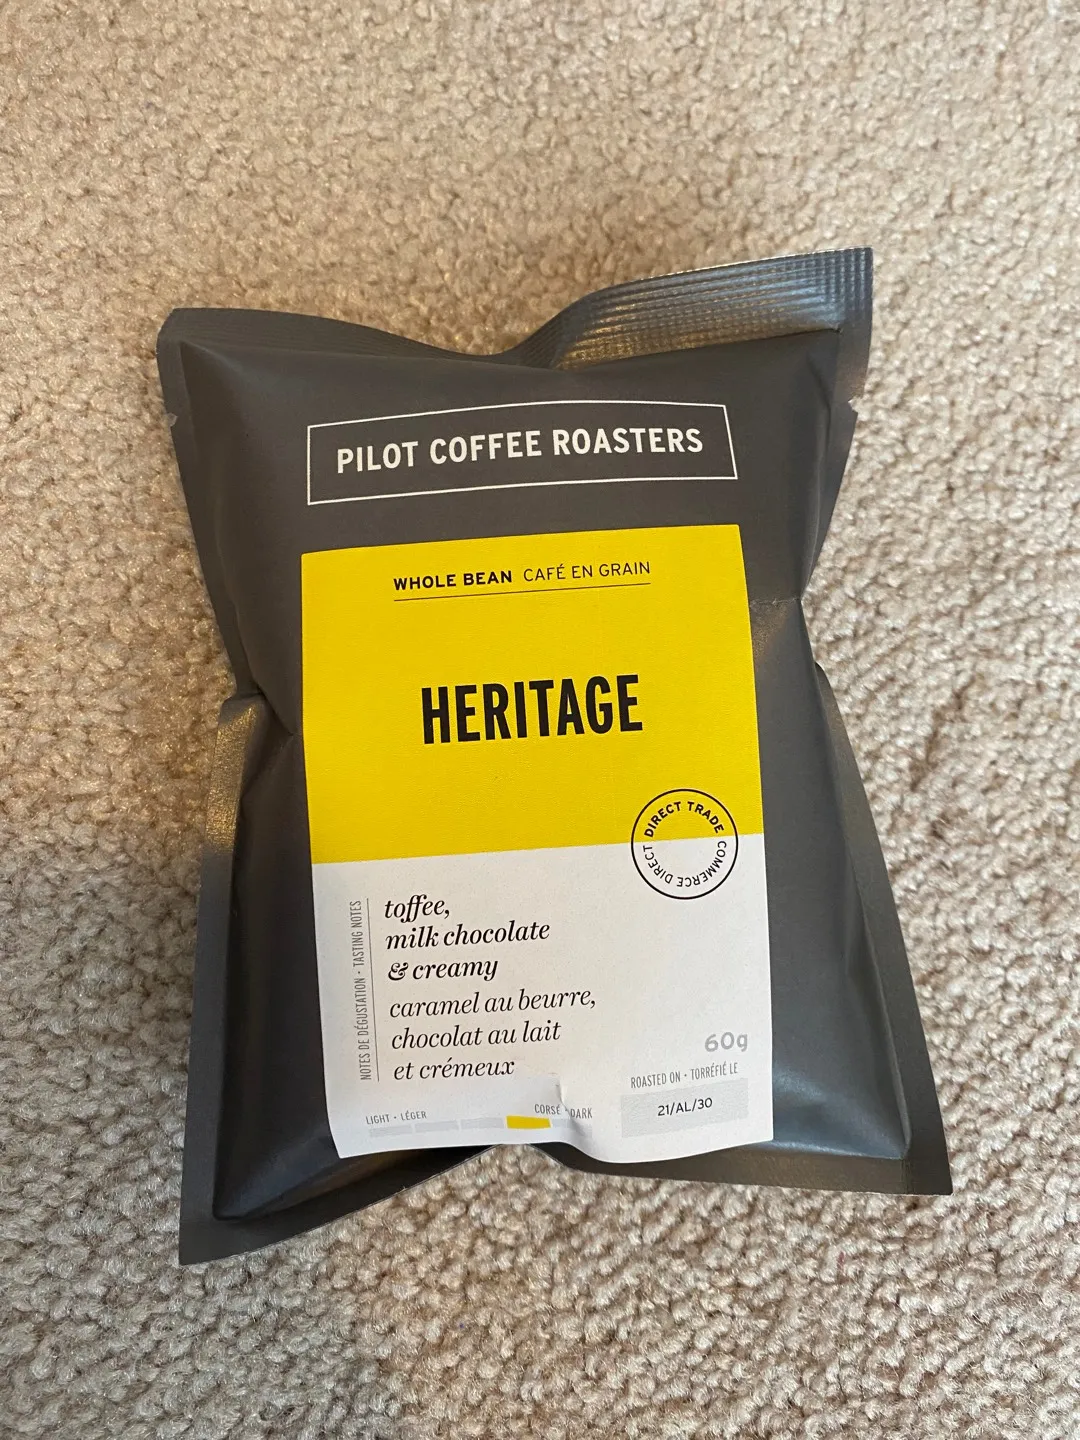 PILOT COFFEE ROASTERS
WHOLE BEAN CAFÉ EN GRAIN
HERITAGE
DIRECT TRADE
COMMERCE DIRECT
NOTES DE DÉGUSTATION • TASTING NOTES
toffee,
milk chocolate
& creamy
caramel au beurre,
chocolat au lait
et crémeux
60g
ROASTED ON • TORRÉFIÉ LE
21/AL/30
LIGHT • LÉGER
CORSÉ • DARK